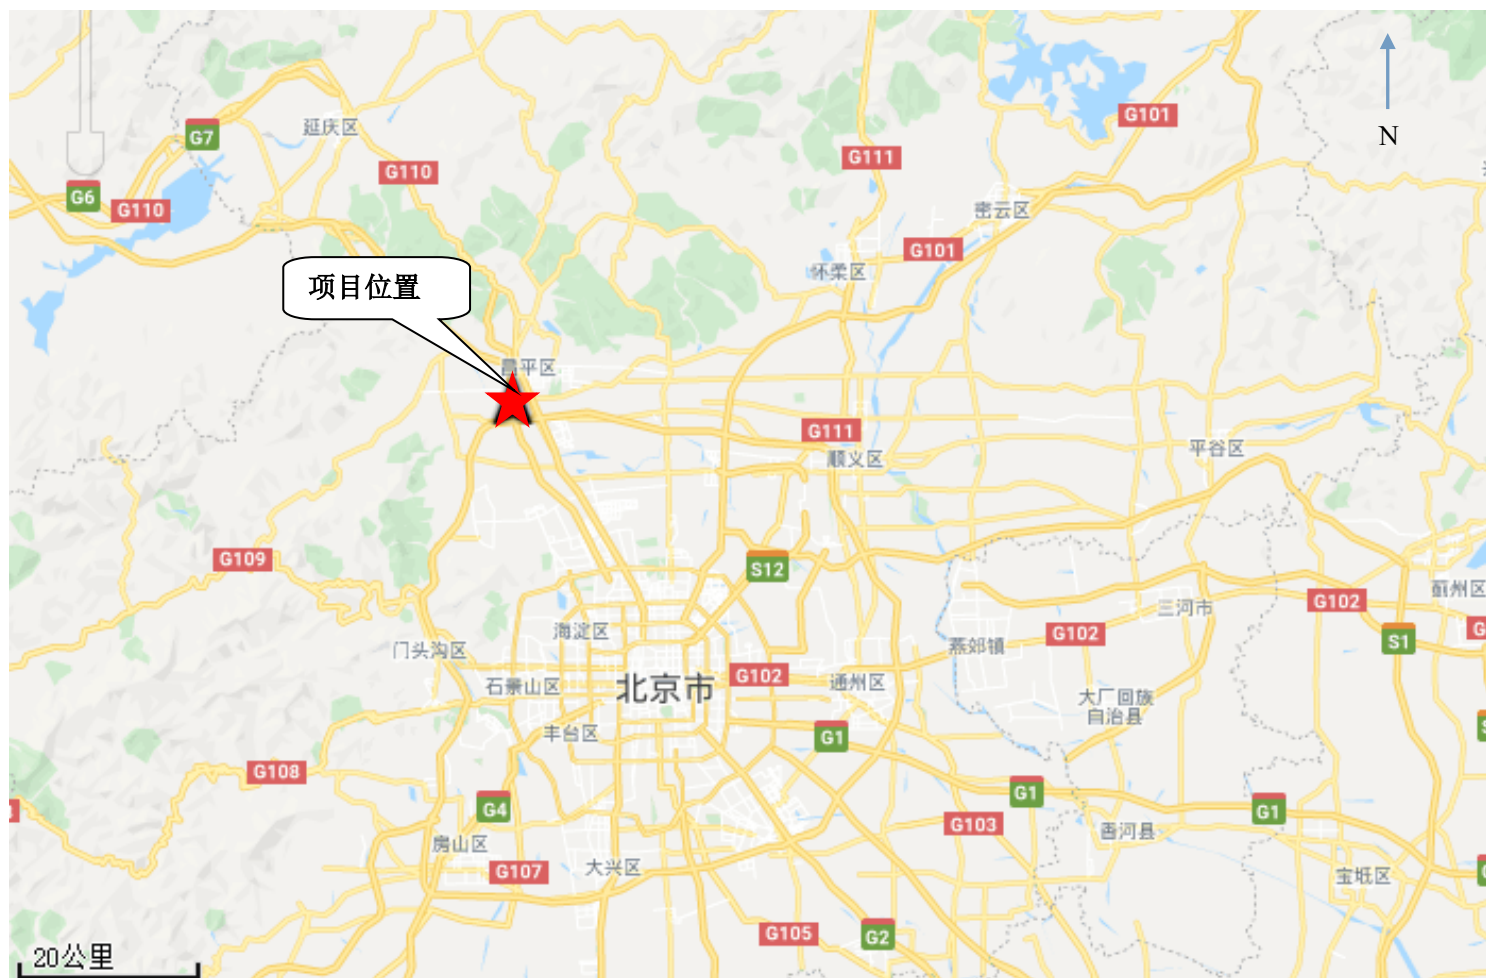 G101
延庆区
G7
N
G111
G110
G6
G110
密云区
G101
怀柔区
项目位置
昌平区
G111
平谷区
顺义区
G109
S12
蓟州区
G102
三河市
海淀区
G102
S1
燕郊镇
门头沟区
G102
通州区
石景山区
北京市
大厂回族
自治县
丰台区
G1
G108
G1
G4
G1
G103
香河县
房山区
大兴区
G107
宝坻区
G105
G2
20公里